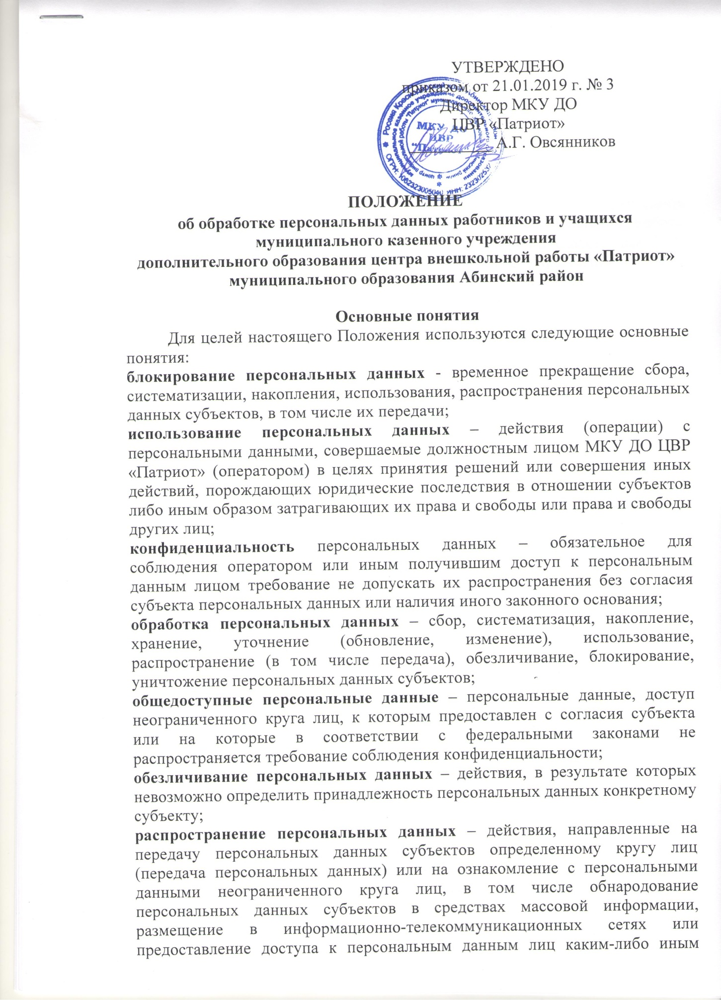 УТВЕРЖДЕНО
приказом от 21.01.2019 г. № 3
Директор МКУ ДО
ЦВР «Патриот»
А.Г. Овсянников
МКУ ДО
ЦВР
"Патриот"
ПОЛОЖЕНИЕ
об обработке персональных данных работников и учащихся
муниципального казенного учреждения
дополнительного образования центра внешкольной работы «Патриот»
муниципального образования Абинский район
Основные понятия
Для целей настоящего Положения используются следующие основные
понятия:
блокирование персональных данных - временное прекращение сбора,
систематизации, накопления, использования, распространения персональных
данных субъектов, в том числе их передачи;
использование персональных данных – действия (операции) с
персональными данными, совершаемые должностным лицом МКУ ДО ЦВР
«Патриот» (оператором) в целях принятия решений или совершения иных
действий, порождающих юридические последствия в отношении субъектов
либо иным образом затрагивающих их права и свободы или права и свободы
других лиц;
конфиденциальность персональных данных – обязательное для
соблюдения оператором или иным получившим доступ к персональным
данным лицом требование не допускать их распространения без согласия
субъекта персональных данных или наличия иного законного основания;
обработка персональных данных – сбор, систематизация, накопление,
хранение, уточнение (обновление, изменение), использование,
распространение (в том числе передача), обезличивание, блокирование,
уничтожение персональных данных субъектов;
общедоступные персональные данные – персональные данные, доступ
неограниченного круга лиц, к которым предоставлен с согласия субъекта
или на которые в соответствии с федеральными законами не
распространяется требование соблюдения конфиденциальности;
обезличивание персональных данных – действия, в результате которых
невозможно определить принадлежность персональных данных конкретному
субъекту;
распространение персональных данных – действия, направленные на
передачу персональных данных субъектов определенному кругу лиц
(передача персональных данных) или на ознакомление с персональными
данными неограниченного круга лиц, в том числе обнародование
персональных данных субъектов в средствах массовой информации,
размещение в информационно-телекоммуникационных сетях или
предоставление доступа к персональным данным лиц каким-либо иным